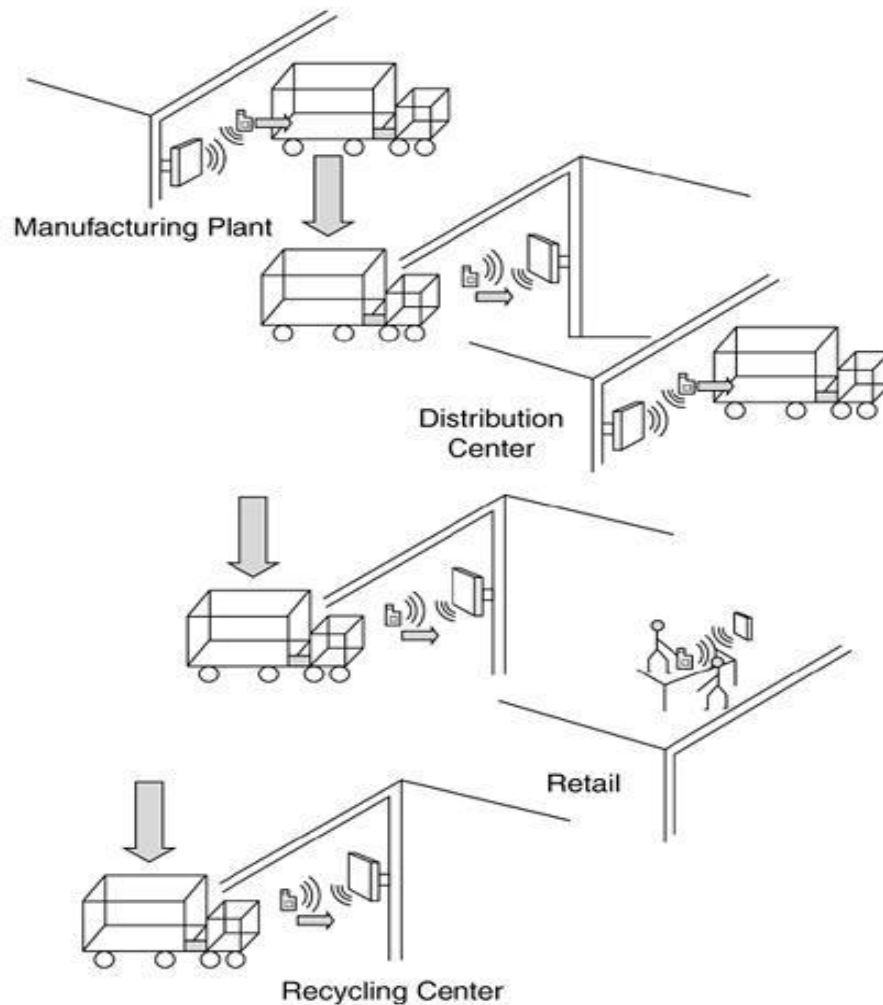 Manufacturing Plant
Distribution
Center
Retail
Recycling Center